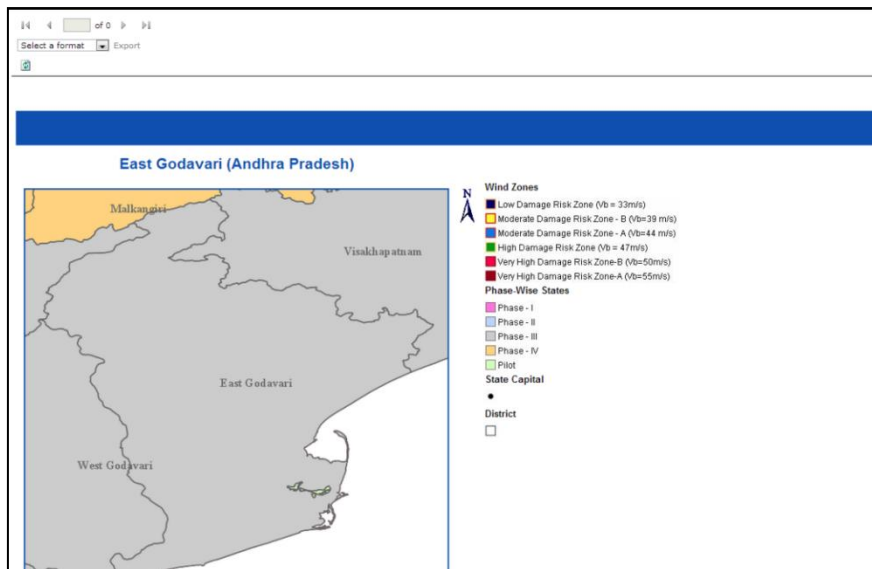 of 0
Select a format Export
East Godavari (Andhra Pradesh)
Malkangiri
Visakhapatnam
East Godavari
West Godavari
N
Wind Zones
Low Damage Risk Zone (Vb = 33m/s)
Moderate Damage Risk Zone - B (Vb=39 m/s)
Moderate Damage Risk Zone - A (Vb=44 m/s)
High Damage Risk Zone (Vb = 47m/s)
Very High Damage Risk Zone-B (Vb=50m/s)
Very High Damage Risk Zone-A (Vb=55m/s)
Phase-Wise States
Phase - I
Phase - II
Phase - III
Phase - IV
Pilot
State Capital
District